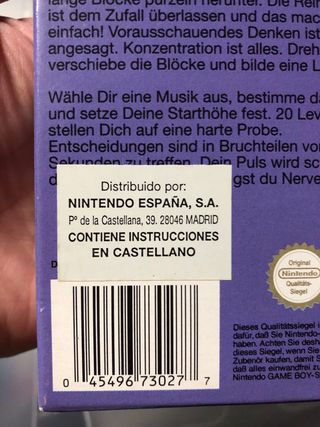 lange Blöcke purzeln herunter. Die Rei
ist dem Zufall überlassen und das mac
einfach! Vorausschauendes Denken ist
angesagt. Konzentration ist alles. Dreh
verschiebe die Blöcke und bilde eine L
Wähle Dir eine Musik aus, bestimme da
und setze Deine Starthöhe fest. 20 Lev
stellen Dich auf eine harte Probe.
Entscheidungen sind in Bruchteilen vo
Sekunden zu treffen. Dein Puls wird sc
gst du Nerve
Distribuido por:
NINTENDO ESPAÑA, S.A.
Pº de la Castellana, 39. 28046 MADRID
CONTIENE INSTRUCCIONES
EN CASTELLANO
D
Original
Nintendo
Qualitäts-
Siegel
0 45496 73027 7
Dieses Qualitätssiegel i
dafür, daß Sie Nintendo-
haben. Achten Sie desh
dieses Siegel, wenn Sie
Zubehör kaufen, damit S
daß alles einwandfrei zu
Nintendo GAME BOY-S